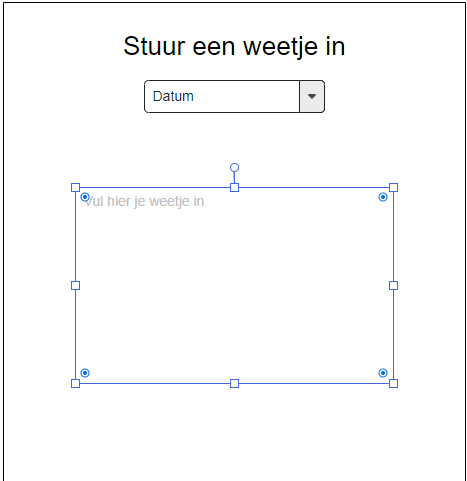 Stuur een weetje in
Datum
Vul hier je weetje in